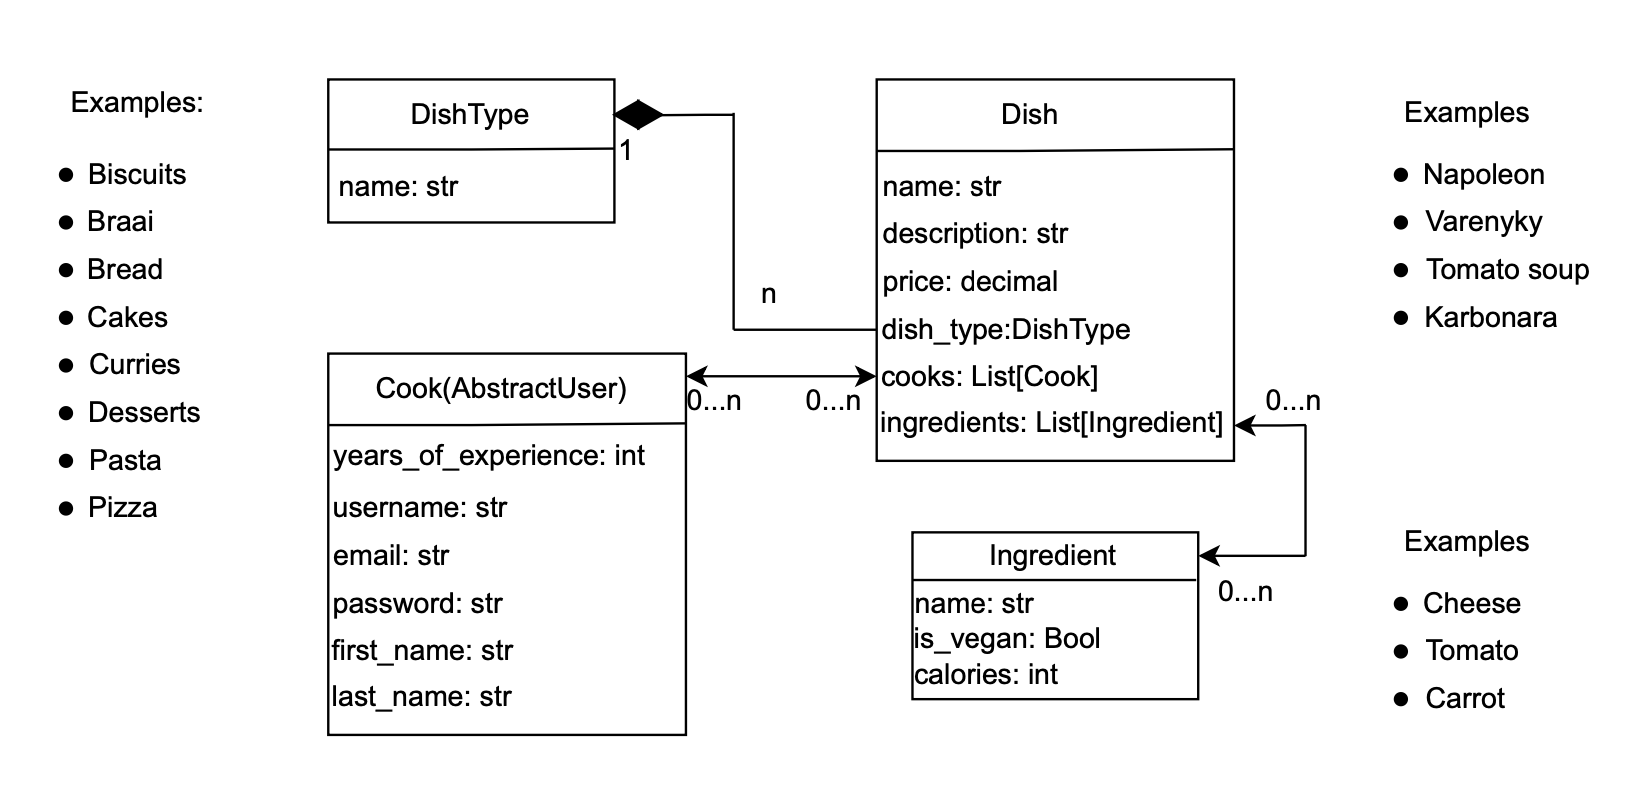 Examples:
● Biscuits
● Braai
● Bread
● Cakes
● Curries
● Desserts
● Pasta
● Pizza
DishType
name: str
1
n
Cook(AbstractUser)
years_of_experience: int
username: str
email: str
password: str
first_name: str
last_name: str
0...n
0...n
Dish
name: str
description: str
price: decimal
dish_type:DishType
cooks: List[Cook]
ingredients: List[Ingredient]
0...n
Ingredient
name: str
is_vegan: Bool
calories: int
0...n
Examples
● Napoleon
● Varenyky
● Tomato soup
● Karbonara
Examples
● Cheese
● Tomato
● Carrot